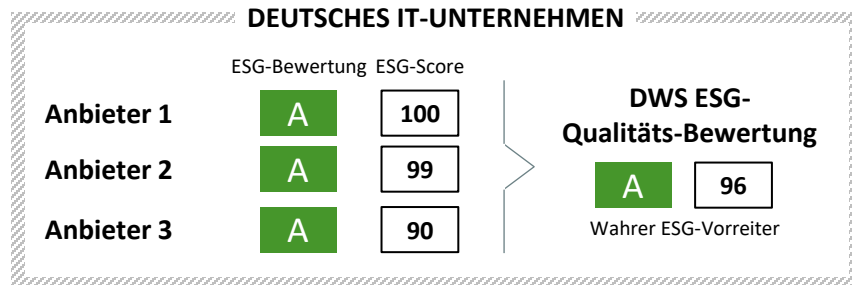 DEUTSCHES IT-UNTERNEHMEN
ESG-Bewertung ESG-Score
Anbieter 1 A 100
Anbieter 2 A 99
Anbieter 3 A 90
DWS ESG-
Qualitäts-Bewertung
A 96
Wahrer ESG-Vorreiter